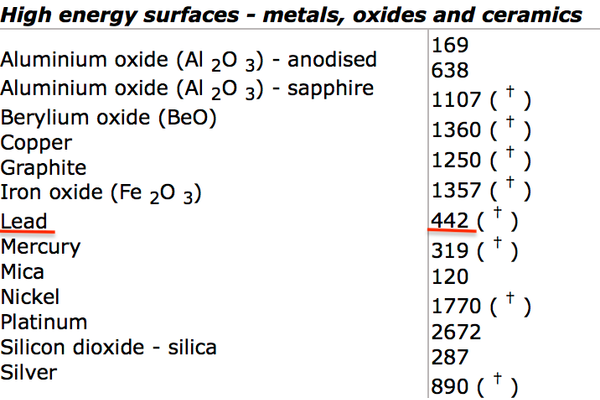 High energy surfaces - metals, oxides and ceramics
Aluminium oxide (Al 2O 3) - anodised 169
Aluminium oxide (Al 2O 3) - sapphire 638
Berylium oxide (BeO) 1107 ( † )
Copper 1360 ( † )
Graphite 1250 ( † )
Iron oxide (Fe 2O 3) 1357 ( † )
Lead 442 ( † )
Mercury 319 ( † )
Mica 120
Nickel 1770 ( † )
Platinum 2672
Silicon dioxide - silica 287
Silver 890 ( † )